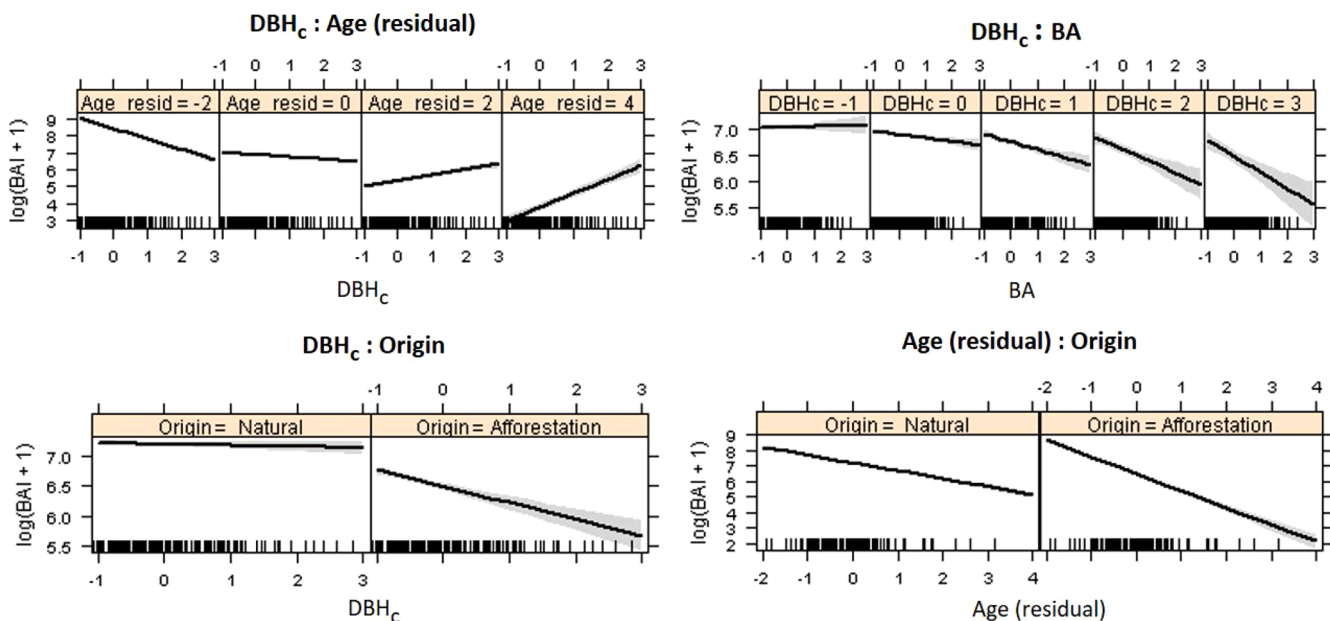 DBHc : Age (residual)
-1 0 1 2 3 -1 0 1 2 3
Age resid = -2 Age resid = 0 Age resid = 2 Age resid = 4
log(BAI + 1)
9
8
7
6
5
4
3
-1 0 1 2 3 -1 0 1 2 3
DBHc
DBHc : BA
-1 0 1 2 3 -1 0 1 2 3
DBHc = -1 DBHc = 0 DBHc = 1 DBHc = 2 DBHc = 3
log(BAI + 1)
7.0
6.5
6.0
5.5
-1 0 1 2 3 -1 0 1 2 3 -1 0 1 2 3
BA
DBHc : Origin
-1 0 1 2 3
Origin = Natural Origin = Afforestation
log(BAI + 1)
7.0
6.5
6.0
5.5
-1 0 1 2 3
DBHc
Age (residual) : Origin
-2 -1 0 1 2 3 4
Origin = Natural Origin = Afforestation
log(BAI + 1)
9
8
7
6
5
4
3
2
-2 -1 0 1 2 3 4
Age (residual)